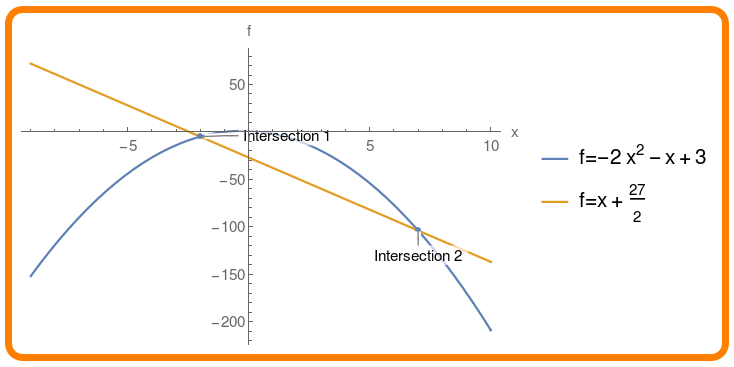 f
50
−5
5
10
x
−50
−100
−150
−200
Intersection 1
Intersection 2
f=−2 x² − x + 3
f=x + 27/2